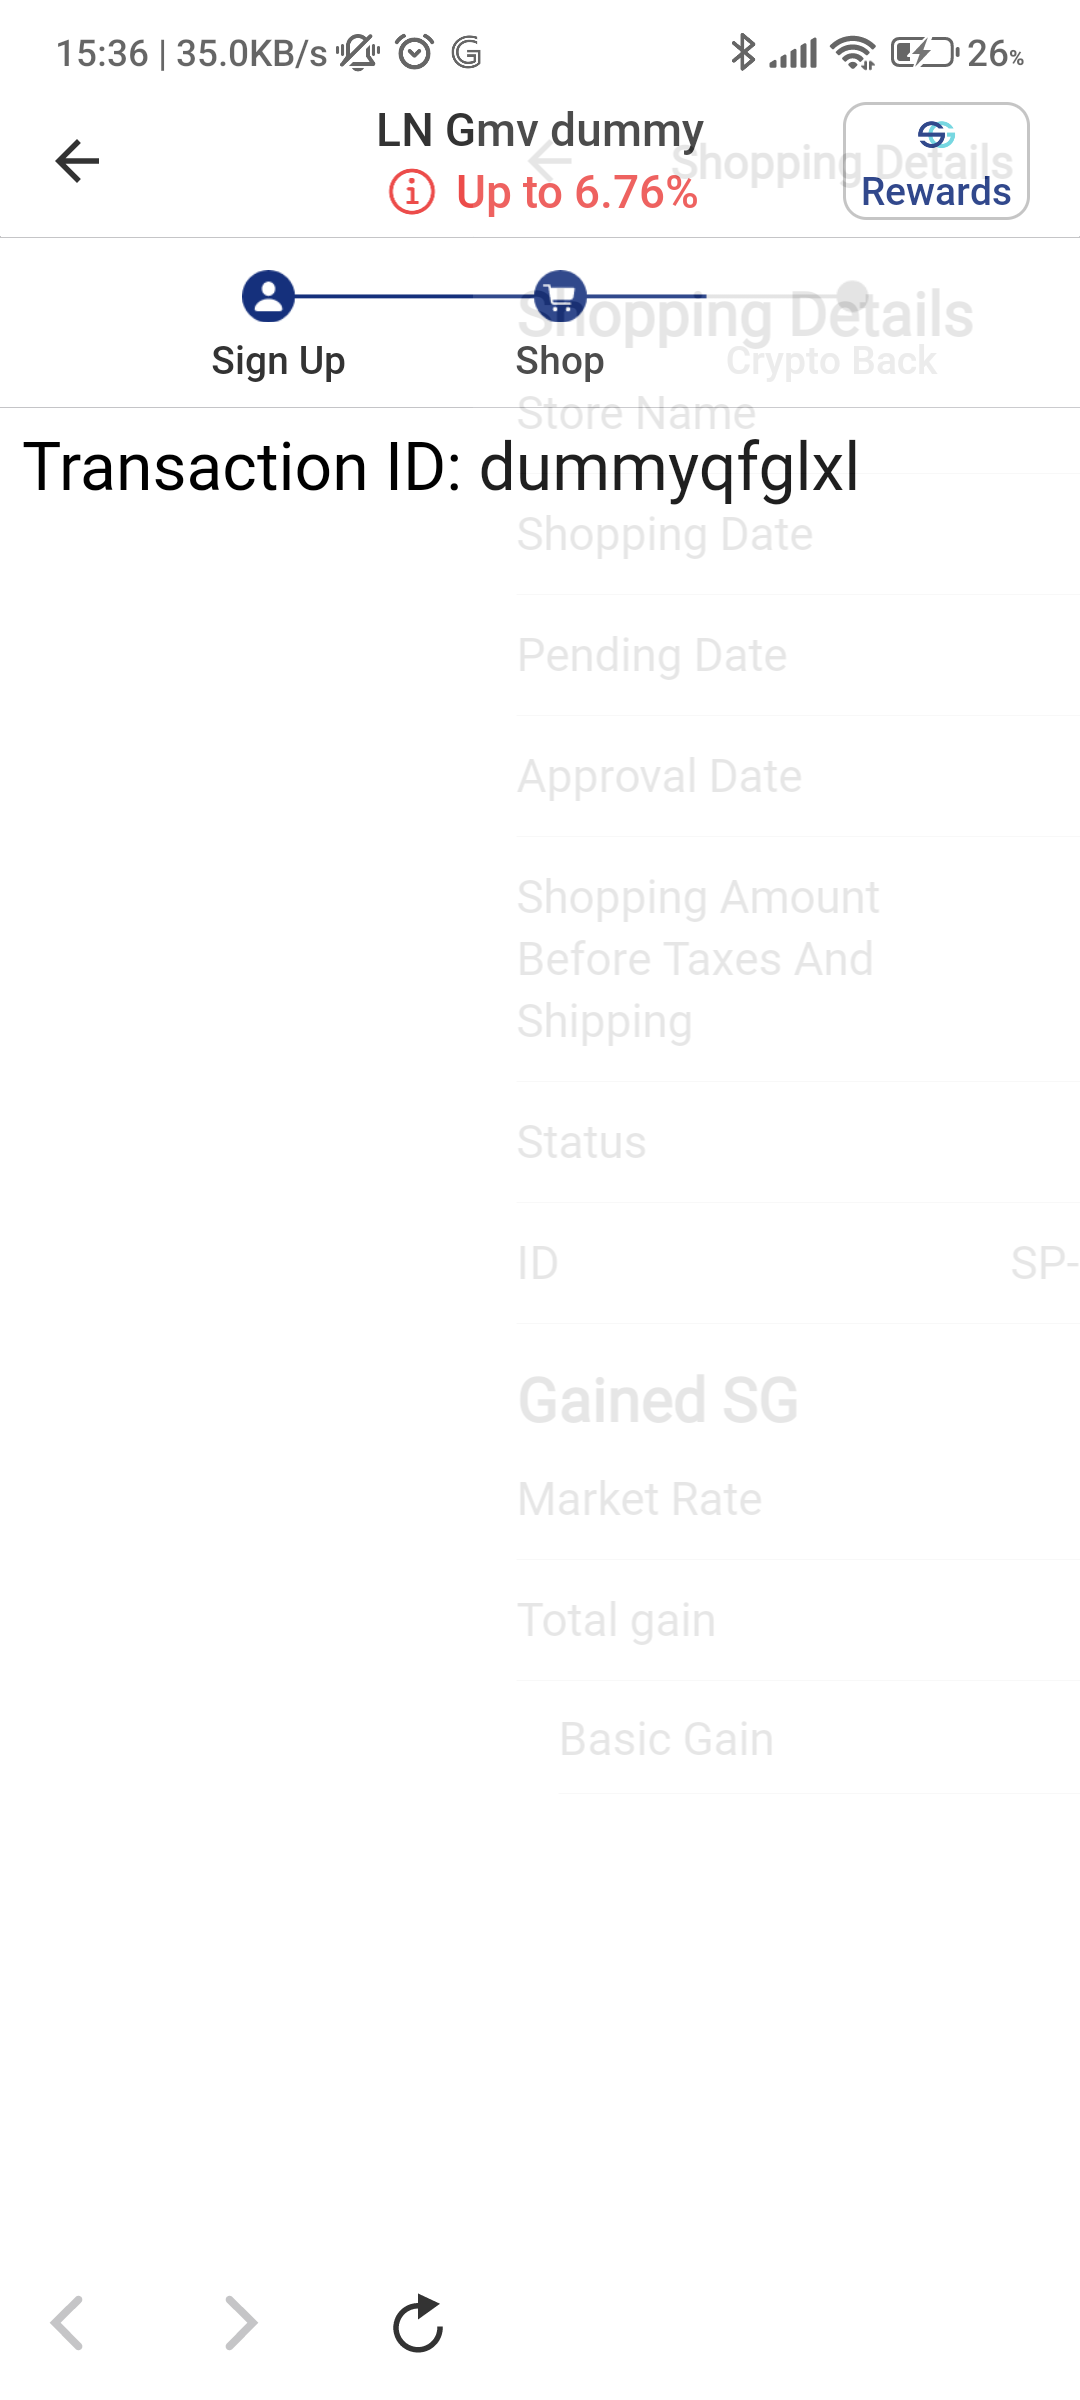 15:36 | 35.0KB/s
26%
LN Gmv dummy
Up to 6.76%
Shopping Details
Rewards
Shopping Details
Sign Up
Shop
Crypto Back
Store Name
Transaction ID: dummyqfglxl
Shopping Date
Pending Date
Approval Date
Shopping Amount
Before Taxes And
Shipping
Status
ID
SP-
Gained SG
Market Rate
Total gain
Basic Gain